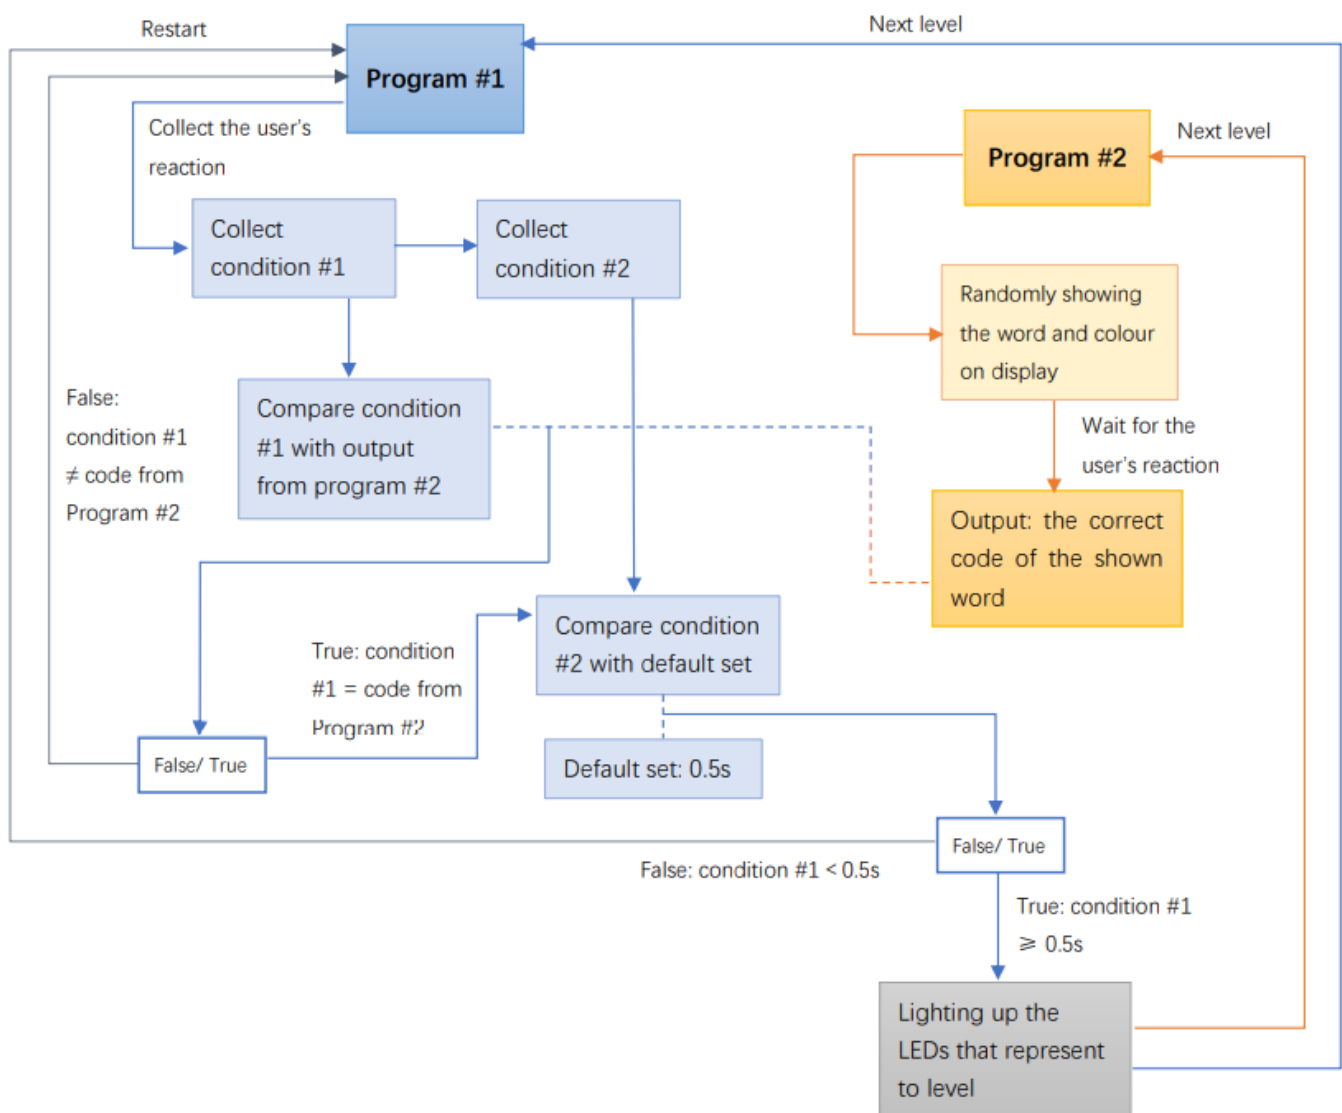 Restart
Next level
Program #1
Collect the user's
reaction
Next level
Program #2
Collect
condition #1
Collect
condition #2
Randomly showing
the word and colour
on display
False:
condition #1
≠ code from
Program #2
Compare condition
#1 with output
from program #2
Wait for the
user's reaction
Output: the correct
code of the shown
word
True: condition
#1 = code from
Program #2
Compare condition
#2 with default set
False/ True
Default set: 0.5s
False/ True
False: condition #1 < 0.5s
True: condition #1
⩾ 0.5s
Lighting up the
LEDs that represent
to level